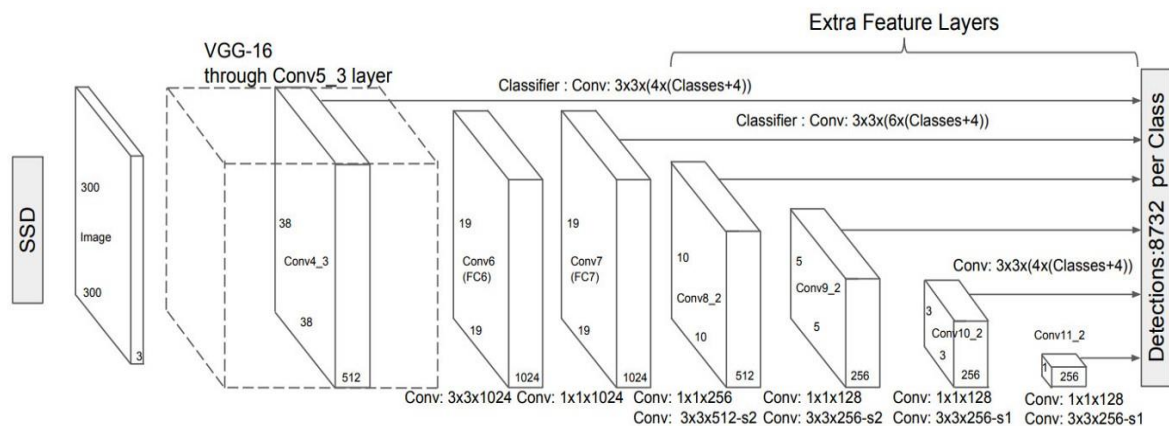 Extra Feature Layers
VGG-16
through Conv5_3 layer
Classifier : Conv: 3x3x(4x(Classes+4))
Classifier : Conv: 3x3x(6x(Classes+4))
SSD
300
Image
300
3
38
Conv4_3
38
512
19
Conv6
(FC6)
19
1024
19
Conv7
(FC7)
19
1024
10
Conv8_2
10
512
5
Conv9_2
5
256
Conv: 3x3x(4x(Classes+4))
3
Conv10_2
3
256
Conv11_2
1
256
Detections:8732 per Class
Conv: 3x3x1024
Conv: 1x1x1024
Conv: 1x1x256
Conv: 3x3x512-s2
Conv: 1x1x128
Conv: 3x3x256-s2
Conv: 1x1x128
Conv: 3x3x256-s1
Conv: 1x1x128
Conv: 3x3x256-s1